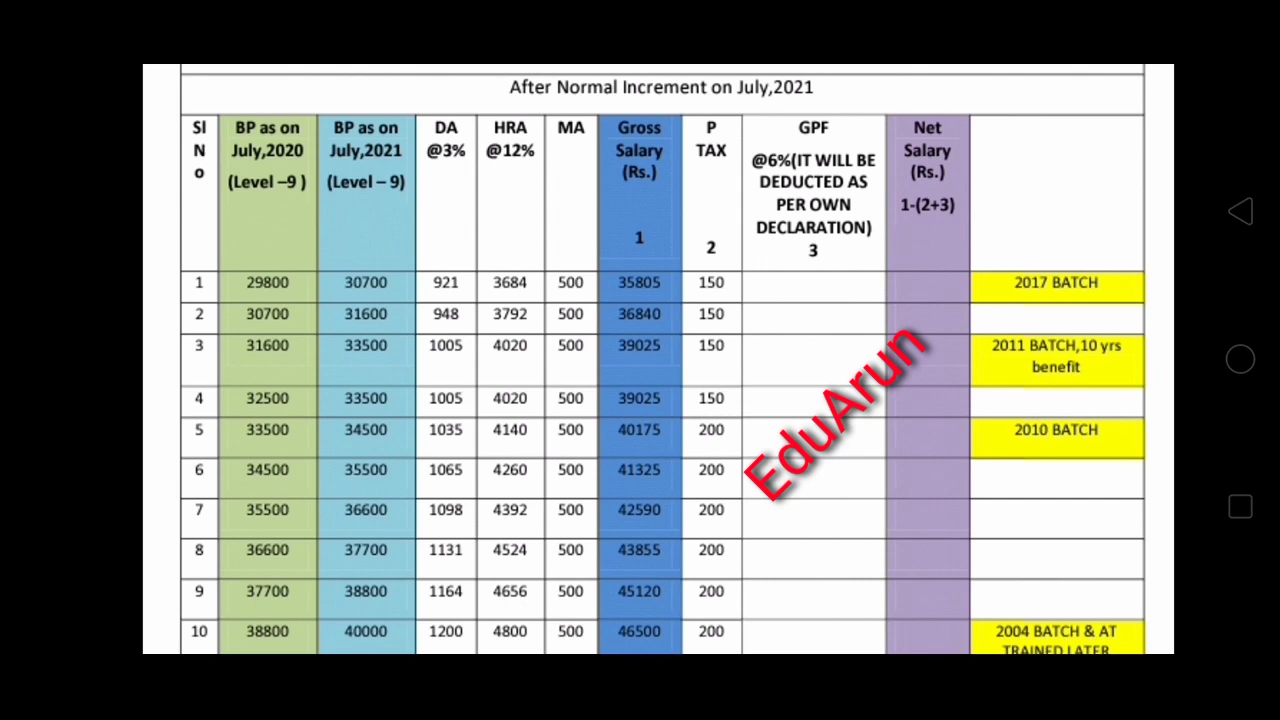 After Normal Increment on July,2021
Sl N o | BP as on July,2020 (Level –9 ) | BP as on July,2021 (Level – 9) | DA @3% | HRA @12% | MA | Gross Salary (Rs.) 1 | P TAX 2 | GPF @6%(IT WILL BE DEDUCTED AS PER OWN DECLARATION) 3 | Net Salary (Rs.) 1-(2+3)
1 29800 30700 921 3684 500 35805 150 2017 BATCH
2 30700 31600 948 3792 500 36840 150
3 31600 33500 1005 4020 500 39025 150 2011 BATCH,10 yrs benefit
4 32500 33500 1005 4020 500 39025 150
5 33500 34500 1035 4140 500 40175 200 2010 BATCH
6 34500 35500 1065 4260 500 41325 200
7 35500 36600 1098 4392 500 42590 200
8 36600 37700 1131 4524 500 43855 200
9 37700 38800 1164 4656 500 45120 200
10 38800 40000 1200 4800 500 46500 200 2004 BATCH & AT TRAINED LATER
EduArun